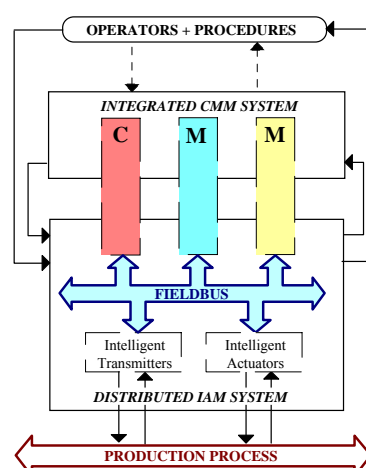 OPERATORS + PROCEDURES
INTEGRATED CMM SYSTEM
C M M
FIELDBUS
Intelligent Transmitters
Intelligent Actuators
DISTRIBUTED IAM SYSTEM
PRODUCTION PROCESS